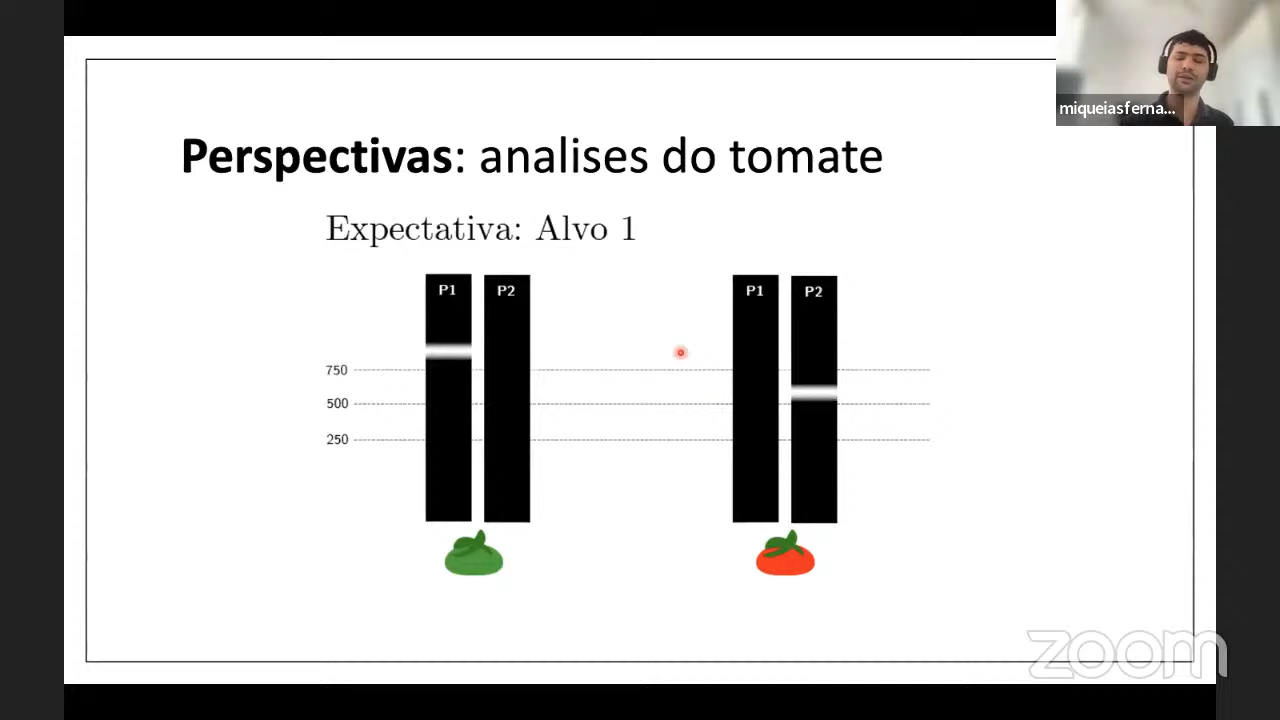 miqueiasferna...
Perspectivas: analises do tomate
Expectativa: Alvo 1
P1 P2 P1 P2
750
500
250
zoom